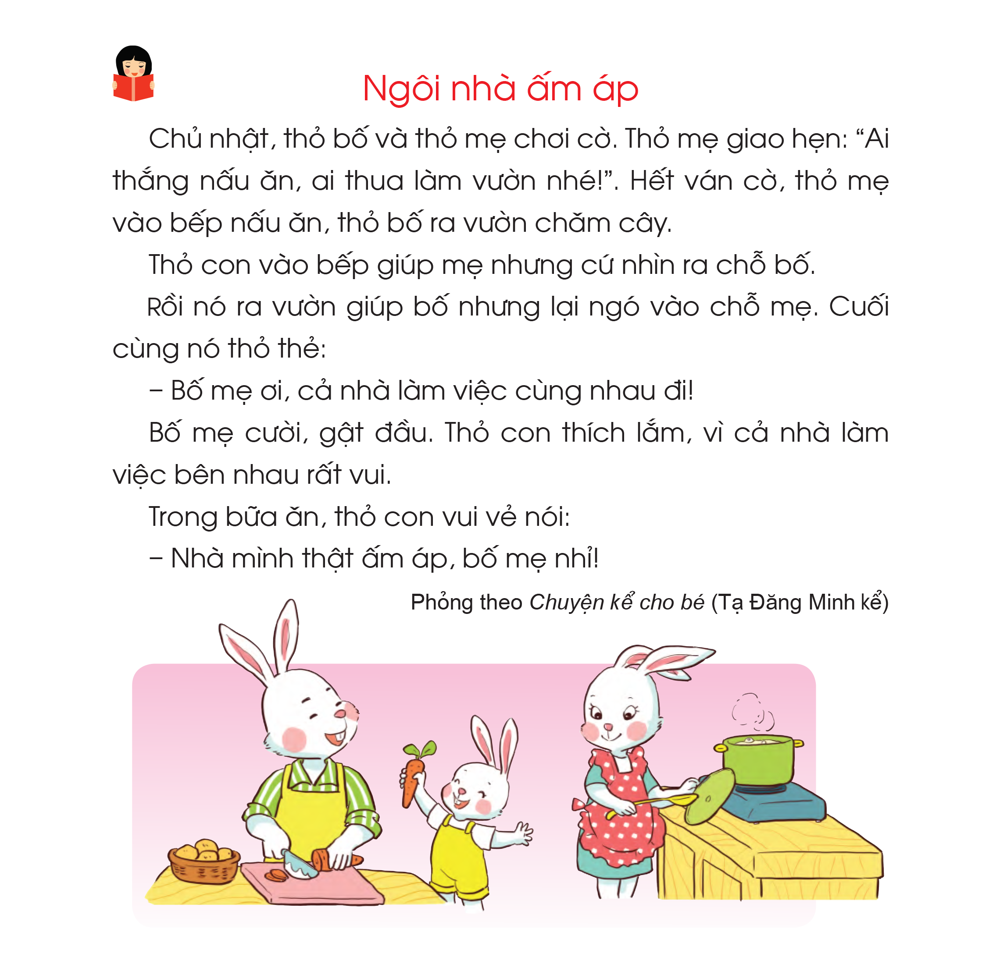 Ngôi nhà ấm áp
Chủ nhật, thỏ bố và thỏ mẹ chơi cờ. Thỏ mẹ giao hẹn: “Ai
thắng nấu ăn, ai thua làm vườn nhé!”. Hết ván cờ, thỏ mẹ
vào bếp nấu ăn, thỏ bố ra vườn chăm cây.
Thỏ con vào bếp giúp mẹ nhưng cứ nhìn ra chỗ bố.
Rồi nó ra vườn giúp bố nhưng lại ngó vào chỗ mẹ. Cuối
cùng nó thỏ thẻ:
– Bố mẹ ơi, cả nhà làm việc cùng nhau đi!
Bố mẹ cười, gật đầu. Thỏ con thích lắm, vì cả nhà làm
việc bên nhau rất vui.
Trong bữa ăn, thỏ con vui vẻ nói:
– Nhà mình thật ấm áp, bố mẹ nhỉ!
Phỏng theo Chuyện kể cho bé (Tạ Đăng Minh kể)